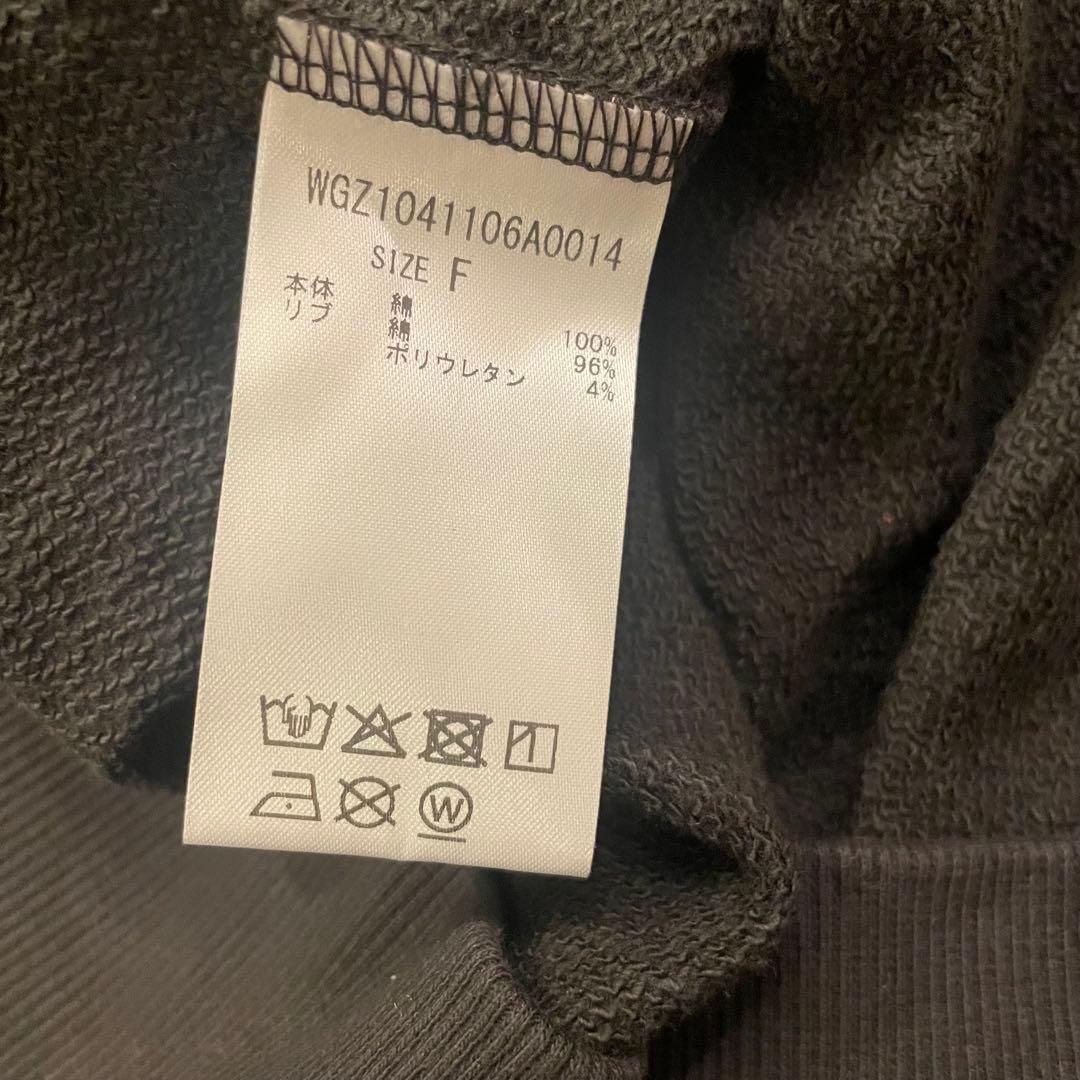 WGZ1041106A0014
SIZE F
本体 綿 100%
リブ 綿 96%
ポリウレタン 4%
W